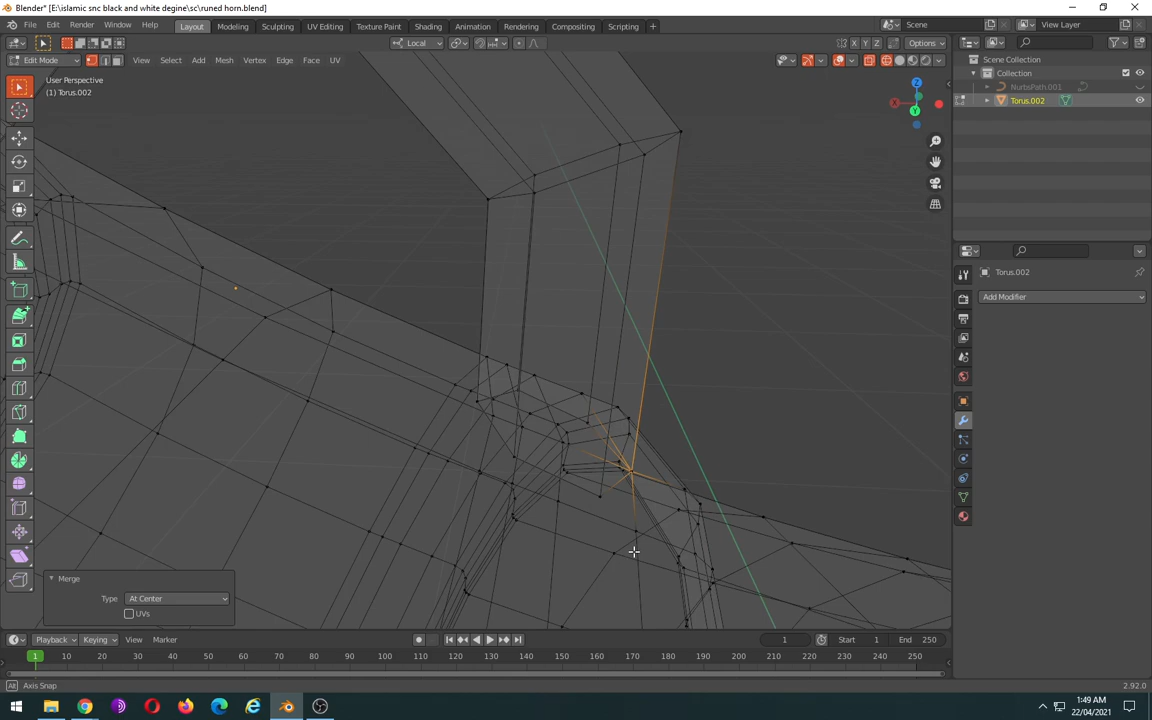 Blender* [E:\islamic snc black and white degine\sc\runed horn.blend]
File Edit Render Window Help
Layout Modeling Sculpting UV Editing Texture Paint Shading Animation Rendering Compositing Scripting +
Scene
View Layer
Local
X Y Z
Options
Edit Mode
View Select Add Mesh Vertex Edge Face UV
User Perspective
(1) Torus.002
Z
X
Y
Scene Collection
Collection
NurbsPath.001
Torus.002
Torus.002
Add Modifier
Merge
Type At Center
UVs
Playback Keying View Marker
1
Start 1
End 250
1 10 20 30 40 50 60 70 80 90 100 110 120 130 140 150 160 170 180 190 200 210 220 230 240 250
Alt Axis Snap
2.92.0
1:49 AM
22/04/2021